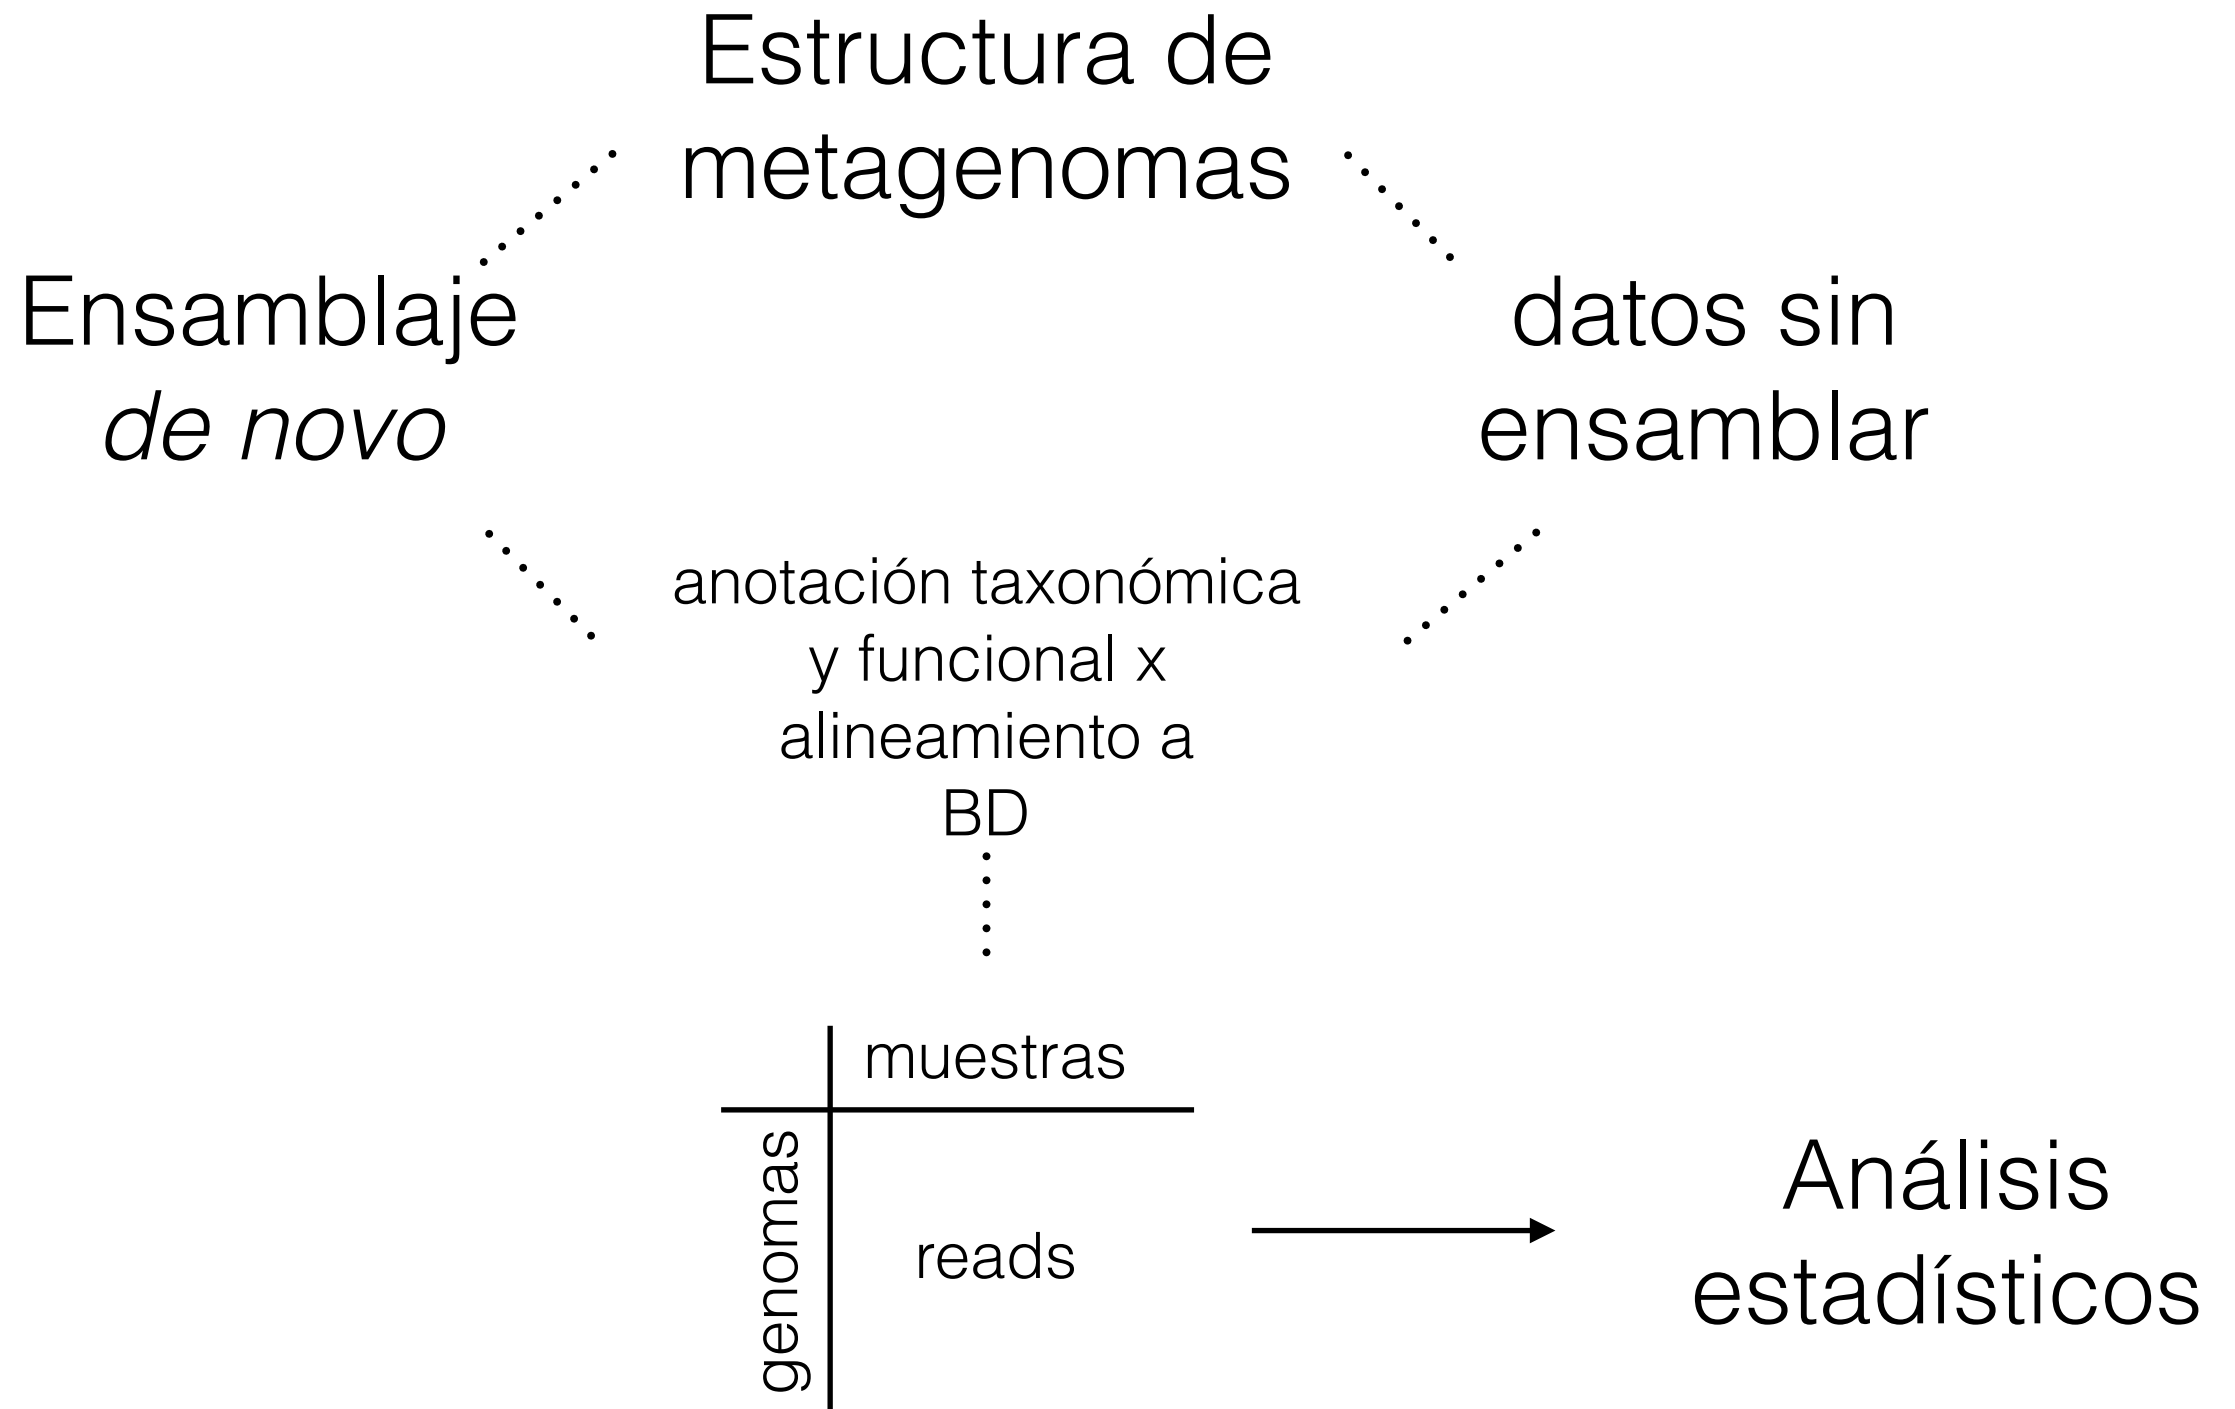 Estructura de
metagenomas
Ensamblaje
de novo
datos sin
ensamblar
anotación taxonómica
y funcional x
alineamiento a
BD
muestras
genomas
reads
Análisis
estadísticos